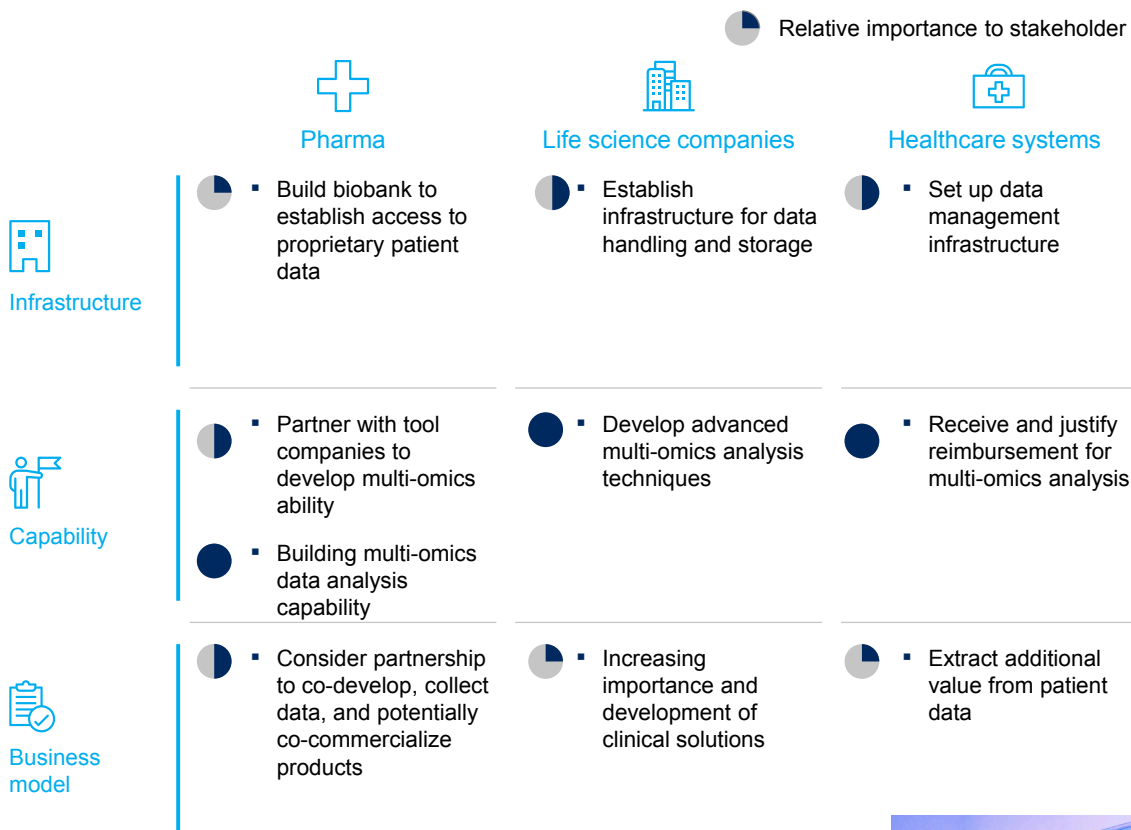 Relative importance to stakeholder
Pharma
Life science companies
Healthcare systems
Infrastructure
▪ Build biobank to
establish access to
proprietary patient
data
▪ Establish
infrastructure for data
handling and storage
▪ Set up data
management
infrastructure
Capability
▪ Partner with tool
companies to
develop multi-omics
ability
▪ Building multi-omics
data analysis
capability
▪ Develop advanced
multi-omics analysis
techniques
▪ Receive and justify
reimbursement for
multi-omics analysis
Business
model
▪ Consider partnership
to co-develop, collect
data, and potentially
co-commercialize
products
▪ Increasing
importance and
development of
clinical solutions
▪ Extract additional
value from patient
data